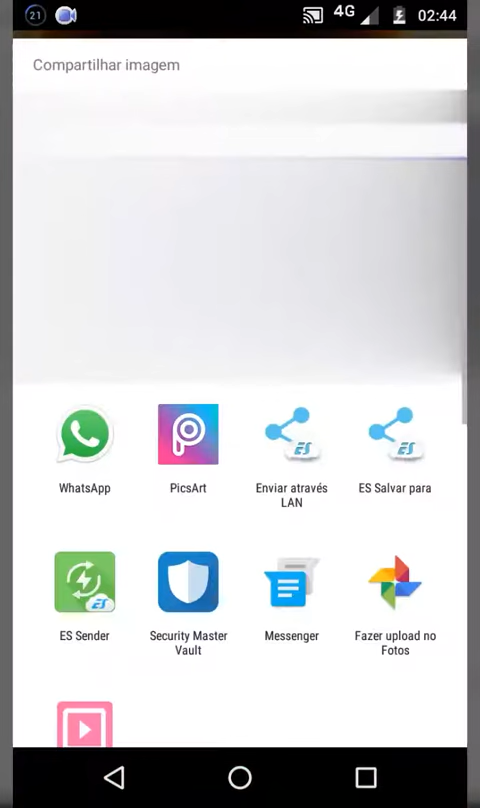 21
4G
02:44
Compartilhar imagem
WhatsApp
PicsArt
Enviar através
LAN
ES Salvar para
ES Sender
Security Master
Vault
Messenger
Fazer upload no
Fotos